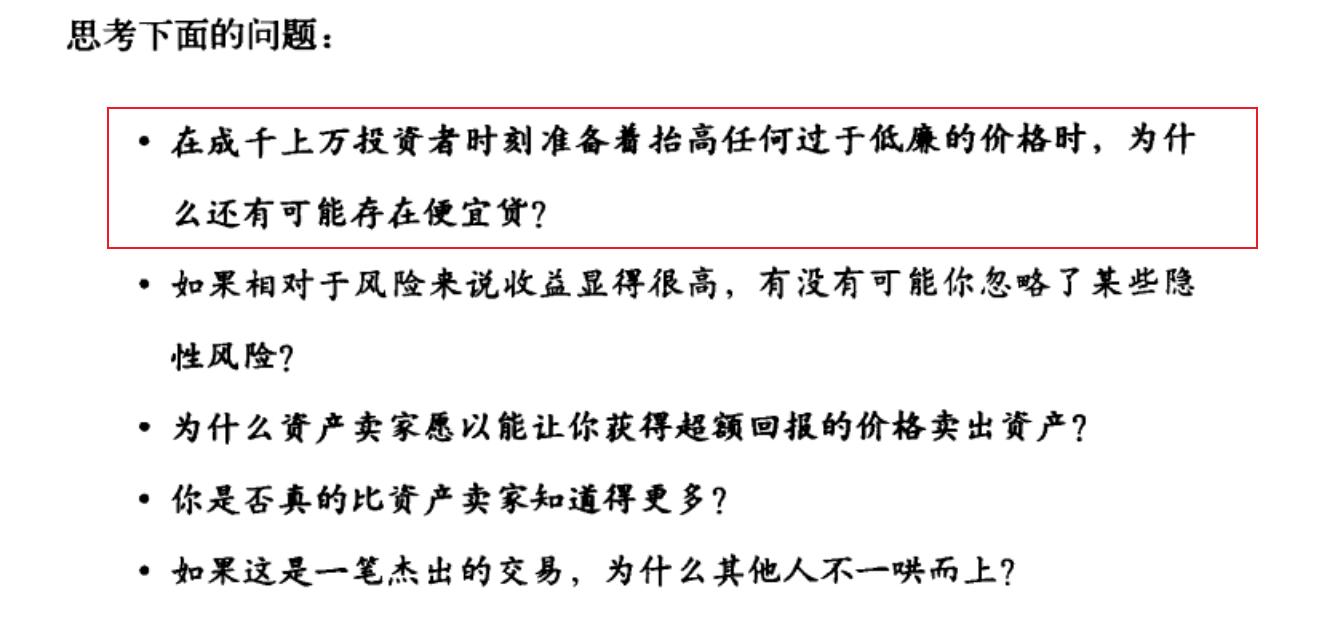 思考下面的问题：
• 在成千上万投资者时刻准备着抬高任何过于低廉的价格时，为什
么还有可能存在便宜货？
• 如果相对于风险来说收益显得很高，有没有可能你忽略了某些隐
性风险？
• 为什么资产卖家愿以能让你获得超额回报的价格卖出资产？
• 你是否真的比资产卖家知道得更多？
• 如果这是一笔杰出的交易，为什么其他人不一哄而上？